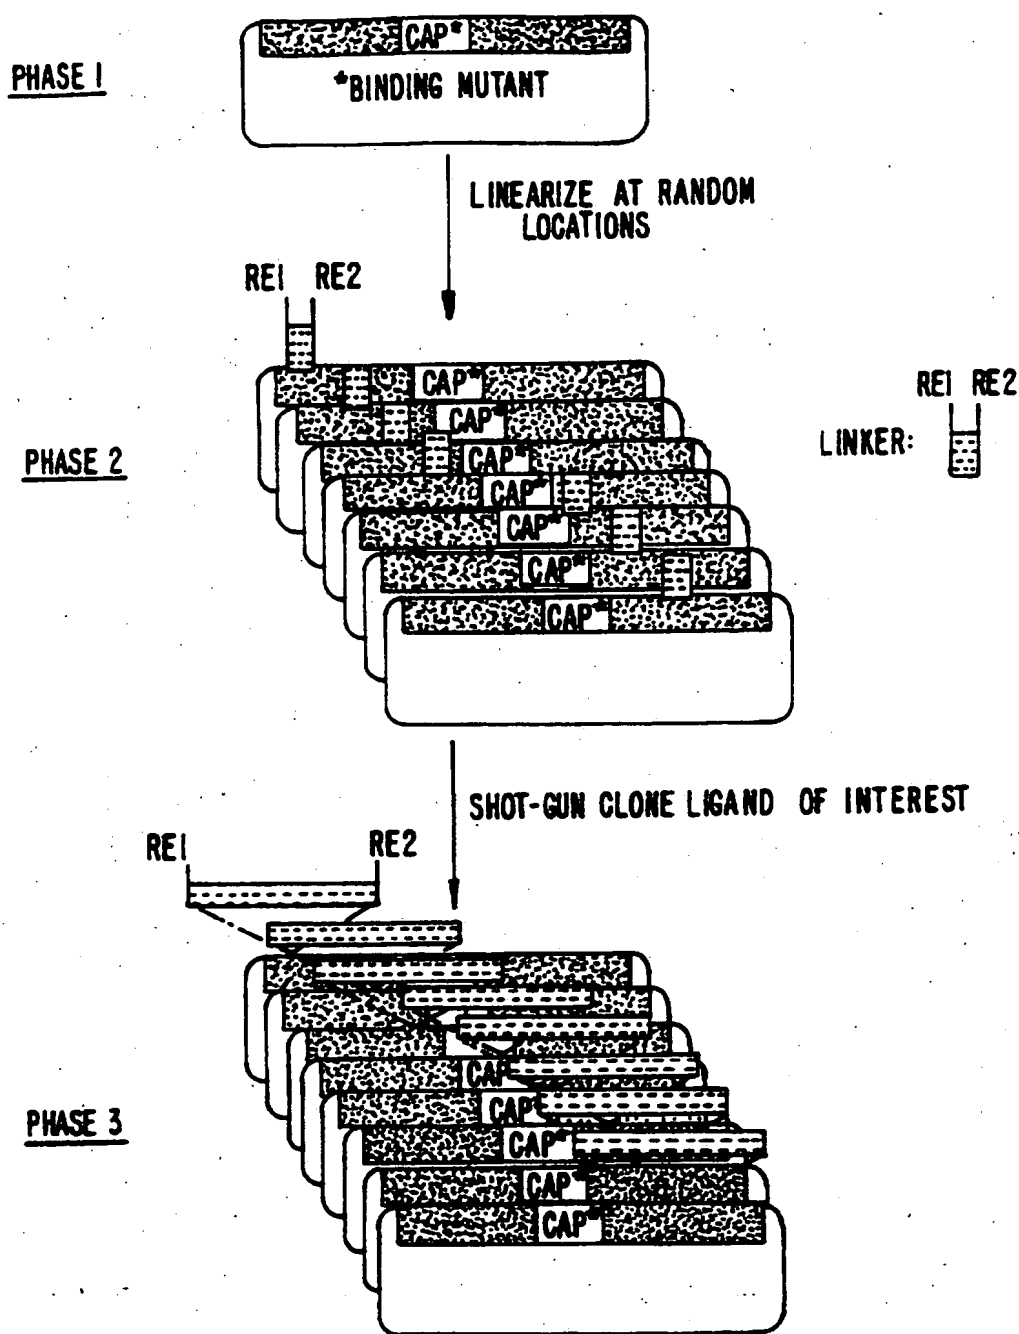 CAP*
PHASE 1
*BINDING MUTANT
LINEARIZE AT RANDOM
LOCATIONS
RE1 RE2
CAP*
RE1 RE2
CAP*
LINKER:
PHASE 2
CAP*
CAP*
CAP*
CAP*
CAP*
SHOT-GUN CLONE LIGAND OF INTEREST
RE1 RE2
CAP
CAP*
PHASE 3
CAP*
CAP*
CAP*